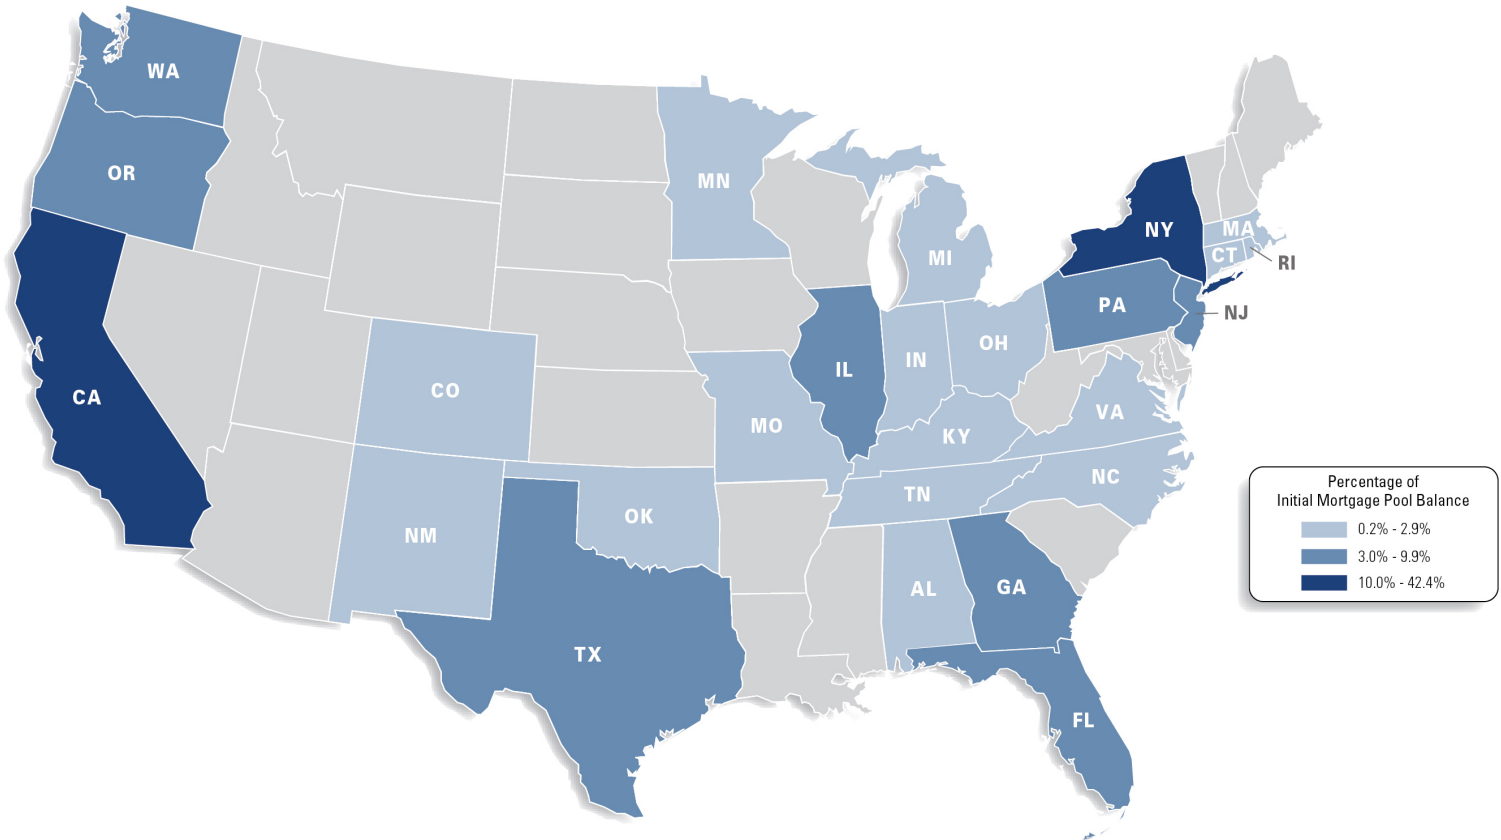 WA
OR
CA
CO
NM
TX
OK
MN
MO
IL
MI
IN
OH
KY
TN
AL
GA
FL
NC
VA
PA
NY
NJ
MA
CT
RI
Percentage of
Initial Mortgage Pool Balance
0.2% - 2.9%
3.0% - 9.9%
10.0% - 42.4%